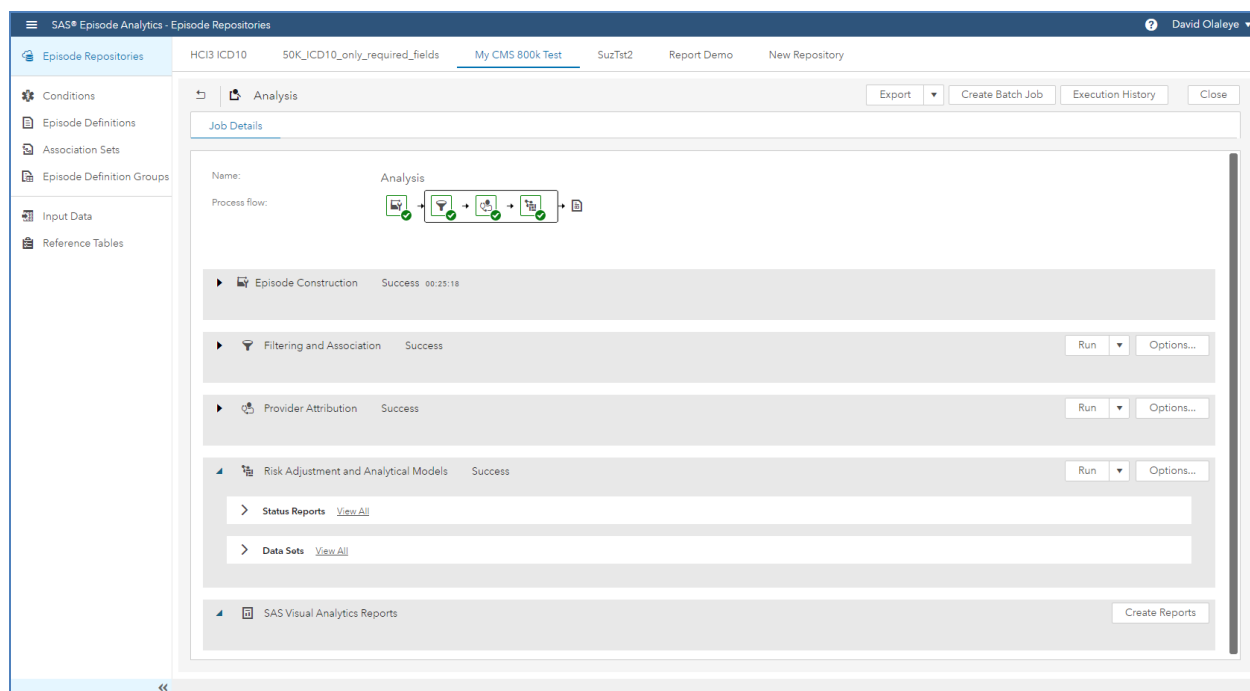 SAS® Episode Analytics - Episode Repositories
David Olaleye
Episode Repositories
Conditions
Episode Definitions
Association Sets
Episode Definition Groups
Input Data
Reference Tables
HCI3 ICD10 50K_ICD10_only_required_fields My CMS 800k Test SuzTst2 Report Demo New Repository
Analysis Export Create Batch Job Execution History Close
Job Details
Name: Analysis
Process flow:
Episode Construction Success 00:25:18
Filtering and Association Success Run Options...
Provider Attribution Success Run Options...
Risk Adjustment and Analytical Models Success Run Options...
Status Reports View All
Data Sets View All
SAS Visual Analytics Reports Create Reports